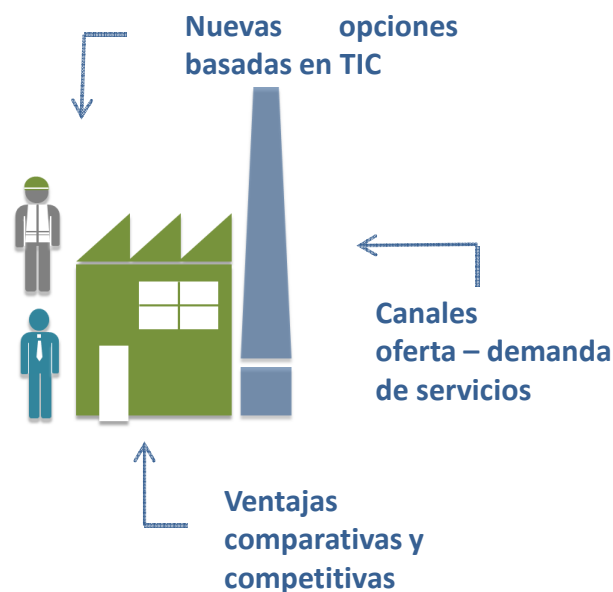 Nuevas opciones
basadas en TIC
Canales
oferta – demanda
de servicios
Ventajas
comparativas y
competitivas